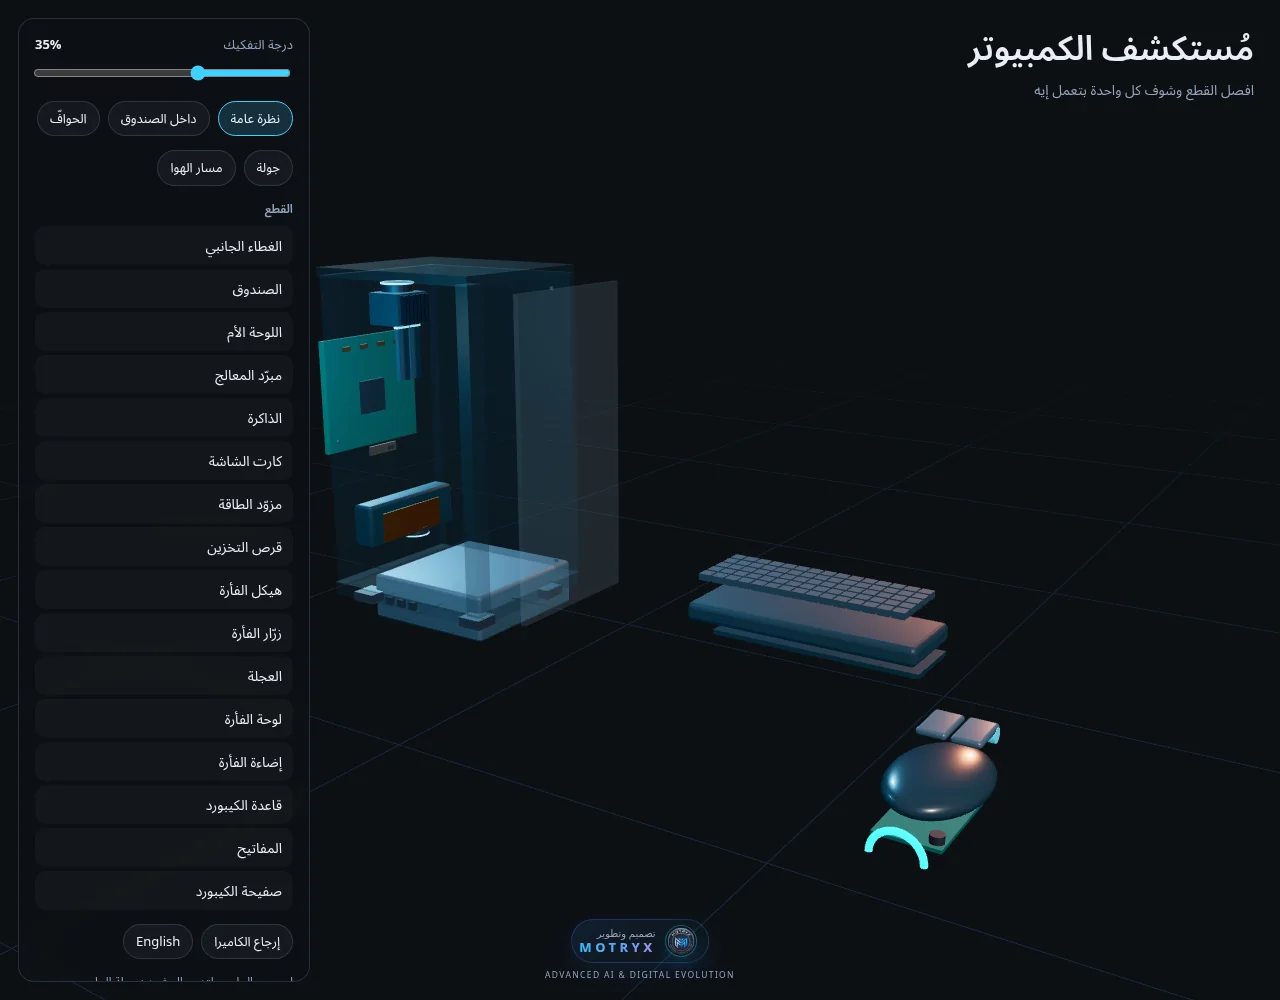 مُستكشف الكمبيوتر
افصل القطع وشوف كل واحدة بتعمل إيه
درجة التفكيك 35%
نظرة عامة داخل الصندوق الحوافّ
جولة مسار الهوا
القطع
الغطاء الجانبي
الصندوق
اللوحة الأم
مبرّد المعالج
الذاكرة
كارت الشاشة
مزوّد الطاقة
قرص التخزين
هيكل الفأرة
زرّار الفأرة
العجلة
لوحة الفأرة
إضاءة الفأرة
قاعدة الكيبورد
المفاتيح
صفيحة الكيبورد
إرجاع الكاميرا English
تصميم وتطوير
MOTRYX
ADVANCED AI & DIGITAL EVOLUTION